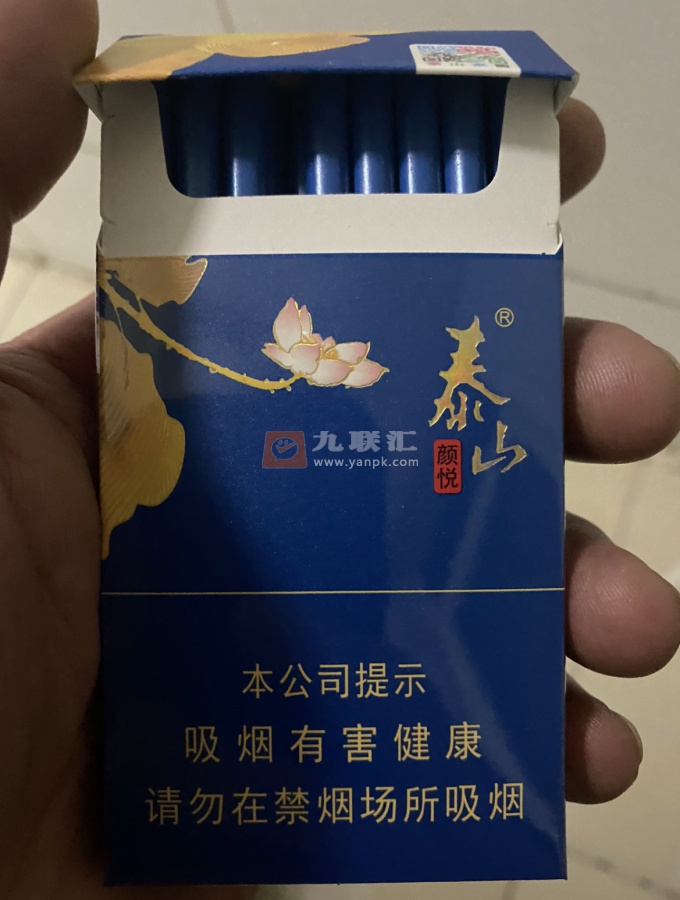 ®
泰山
颜悦
九联汇
www.yanpk.com
本公司提示
吸烟有害健康
请勿在禁烟场所吸烟